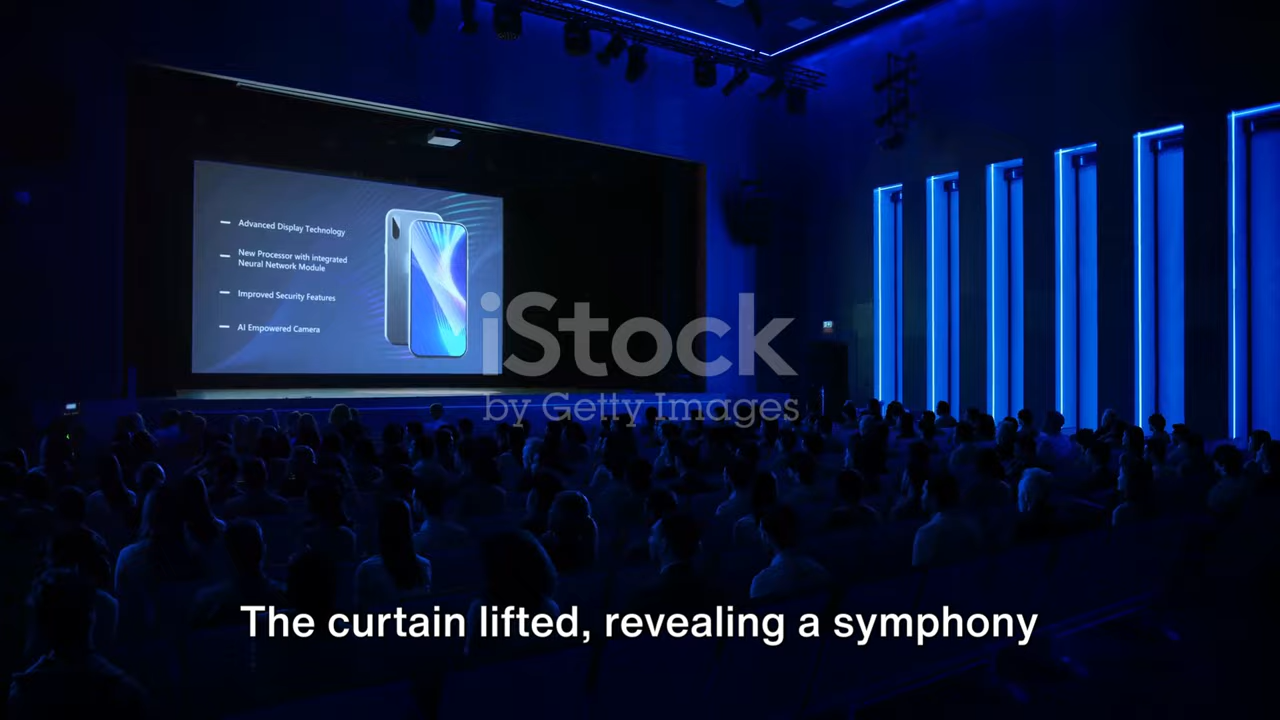 Advanced Display Technology
New Processor with integrated
Neural Network Module
Improved Security Features
AI Empowered Camera
iStock
by Getty Images
The curtain lifted, revealing a symphony